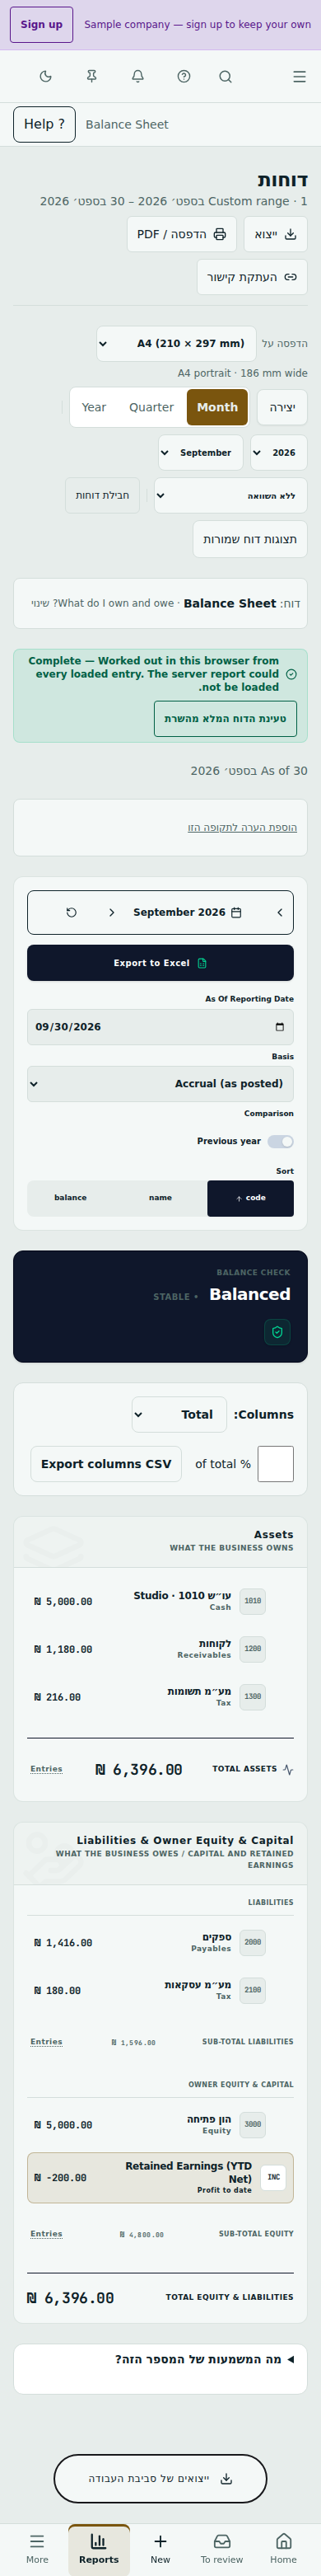 Sign up
Sample company — sign up to keep your own
Help ?
Balance Sheet
דוחות
Custom range · 1 בספט׳ 2026 – 30 בספט׳ 2026
ייצוא
הדפסה / PDF
העתקת קישור
הדפסה על
A4 (210 × 297 mm)
A4 portrait · 186 mm wide
יצירה
Month
Quarter
Year
2026
September
ללא השוואה
חבילת דוחות
תצוגות דוח שמורות
דוח: Balance Sheet · What do I own and owe? שינוי
Complete — Worked out in this browser from
every loaded entry. The server report could
not be loaded.
טעינת הדוח המלא מהשרת
As of 30 בספט׳ 2026
הוספת הערה לתקופה הזו
September 2026
Export to Excel
As Of Reporting Date
09/30/2026
Basis
Accrual (as posted)
Comparison
Previous year
Sort
code ↑
name
balance
BALANCE CHECK
Balanced
• STABLE
Columns:
Total
% of total
Export columns CSV
Assets
WHAT THE BUSINESS OWNS
1010
עו״ש Studio · 1010
Cash
₪ 5,000.00
1200
לקוחות
Receivables
₪ 1,180.00
1300
מע״מ תשומות
Tax
₪ 216.00
TOTAL ASSETS
₪ 6,396.00
Entries
Liabilities & Owner Equity & Capital
WHAT THE BUSINESS OWES / CAPITAL AND RETAINED
EARNINGS
LIABILITIES
2000
ספקים
Payables
₪ 1,416.00
2100
מע״מ עסקאות
Tax
₪ 180.00
SUB-TOTAL LIABILITIES
₪ 1,596.00
Entries
OWNER EQUITY & CAPITAL
3000
הון פתיחה
Equity
₪ 5,000.00
INC
Retained Earnings (YTD
Net)
Profit to date
₪ -200.00
SUB-TOTAL EQUITY
₪ 4,800.00
Entries
TOTAL EQUITY & LIABILITIES
₪ 6,396.00
מה המשמעות של המספר הזה?
ייצואים של סביבת העבודה
More
Reports
New
To review
Home